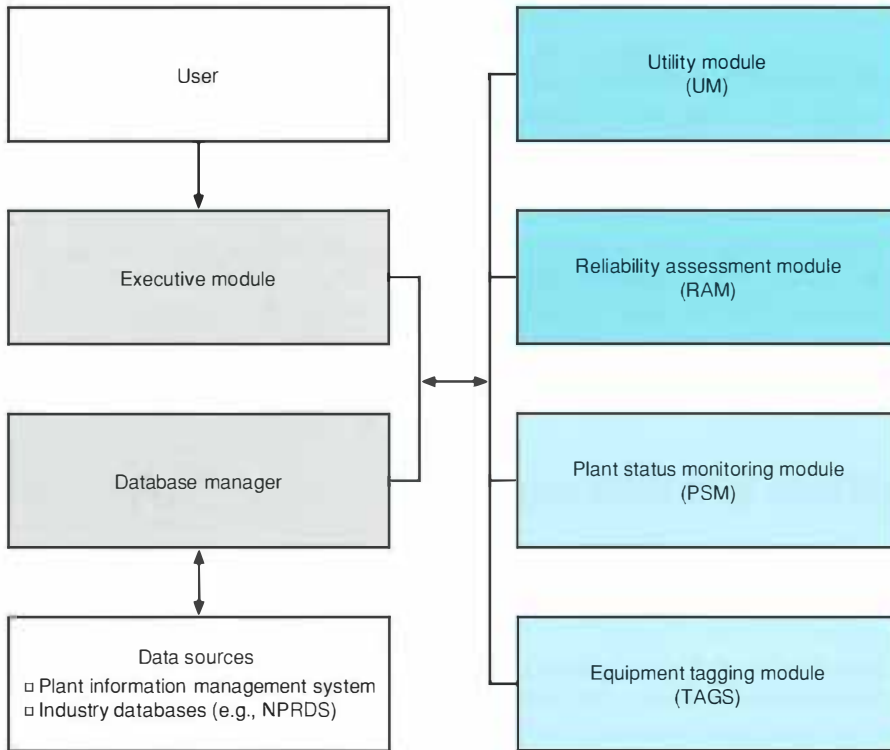 User
Executive module
Database manager
Data sources
▫ Plant information management system
▫ Industry databases (e.g., NPRDS)
Utility module
(UM)
Reliability assessment module
(RAM)
Plant status monitoring module
(PSM)
Equipment tagging module
(TAGS)